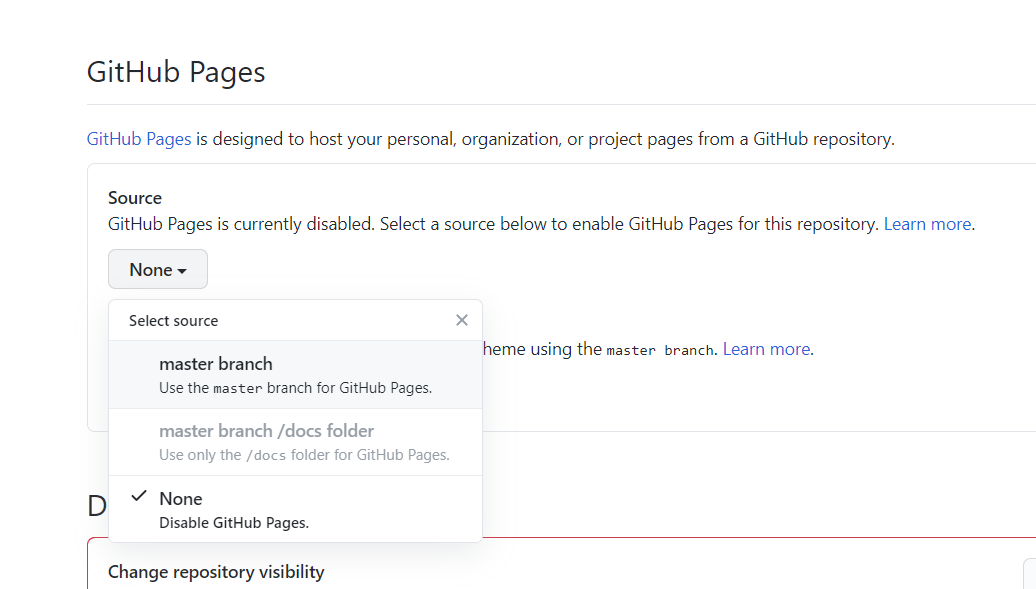 GitHub Pages
GitHub Pages is designed to host your personal, organization, or project pages from a GitHub repository.
Source
GitHub Pages is currently disabled. Select a source below to enable GitHub Pages for this repository. Learn more.
None
Select source
heme using the master branch. Learn more.
master branch
Use the master branch for GitHub Pages.
master branch /docs folder
Use only the /docs folder for GitHub Pages.
None
Disable GitHub Pages.
D
Change repository visibility